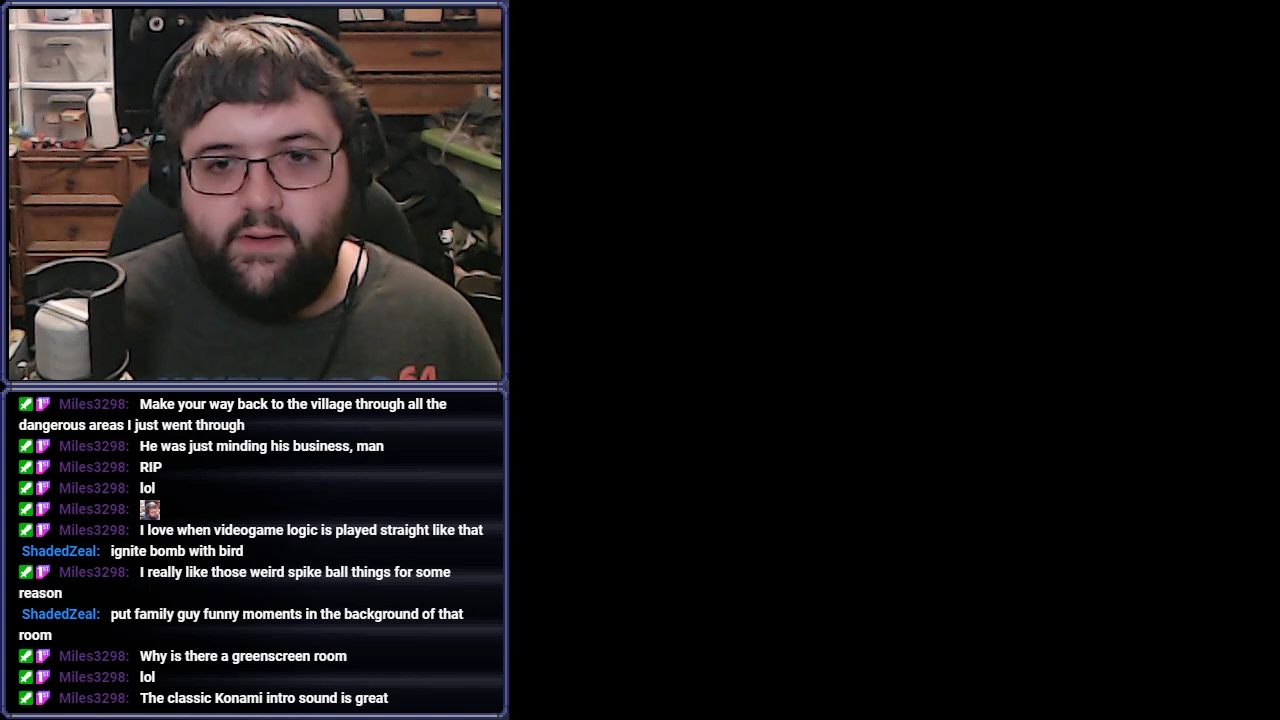 64
Miles3298: Make your way back to the village through all the
dangerous areas I just went through
Miles3298: He was just minding his business, man
Miles3298: RIP
Miles3298: lol
Miles3298:
Miles3298: I love when videogame logic is played straight like that
ShadedZeal: ignite bomb with bird
Miles3298: I really like those weird spike ball things for some
reason
ShadedZeal: put family guy funny moments in the background of that
room
Miles3298: Why is there a greenscreen room
Miles3298: lol
Miles3298: The classic Konami intro sound is great